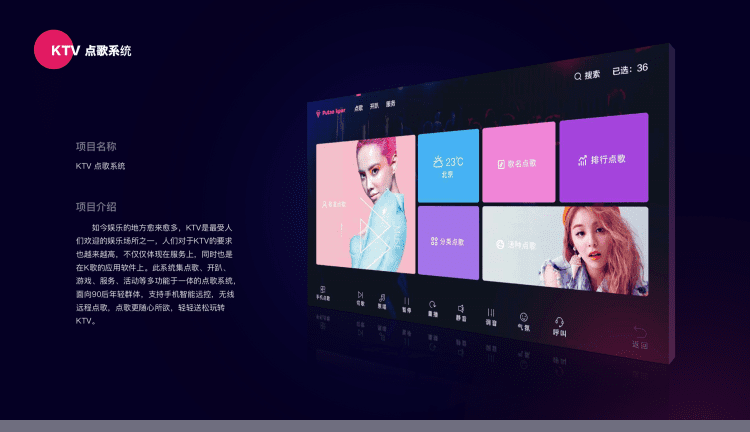 KTV 点歌系统
项目名称
KTV 点歌系统
项目介绍
如今娱乐的地方愈来愈多，KTV是最受人
们欢迎的娱乐场所之一，人们对于KTV的要求
也越来越高、不仅仅体现在服务上，同时也是
在K歌的应用软件上。此系统集点歌、开趴、
游戏、服务、活动等多功能于一体的点歌系统，
面向90后年轻群体，支持手机智能远控，无线
远程点歌，点歌更随心所欲，轻轻送松玩转
KTV。
搜索 已选：36
点歌 开趴 服务
23℃
北京
歌名点歌
排行点歌
分类点歌
点歌
手机点歌
切歌
原唱
暂停
重播
静音
调音
气氛
呼叫
返回